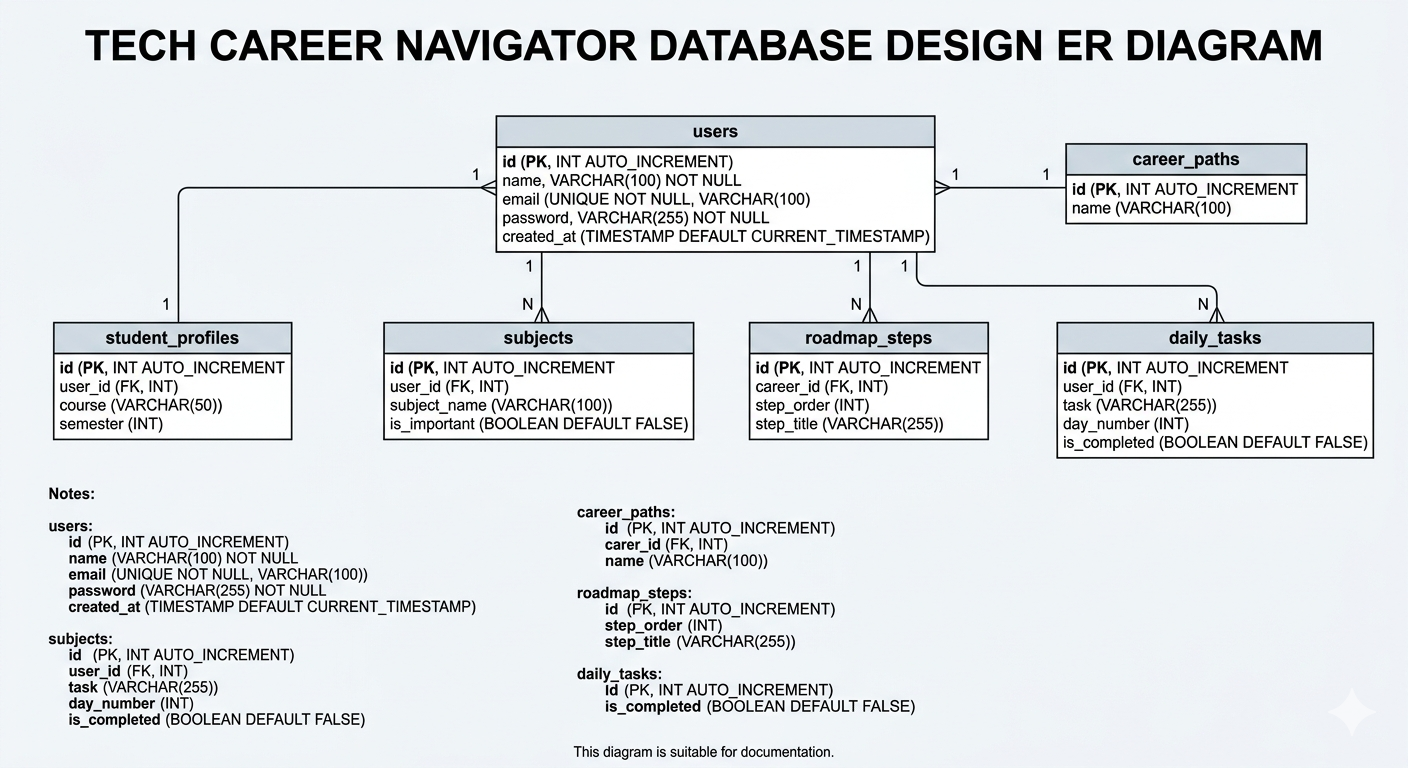 TECH CAREER NAVIGATOR DATABASE DESIGN ER DIAGRAM
users
id (PK, INT AUTO_INCREMENT)
name, VARCHAR(100) NOT NULL
email (UNIQUE NOT NULL, VARCHAR(100)
password, VARCHAR(255) NOT NULL
created_at (TIMESTAMP DEFAULT CURRENT_TIMESTAMP)
career_paths
id (PK, INT AUTO_INCREMENT
name (VARCHAR(100)
1
1
1
1
1
1
1
N
N
N
student_profiles
id (PK, INT AUTO_INCREMENT
user_id (FK, INT)
course (VARCHAR(50))
semester (INT)
subjects
id (PK, INT AUTO_INCREMENT
user_id (FK, INT)
subject_name (VARCHAR(100))
is_important (BOOLEAN DEFAULT FALSE)
roadmap_steps
id (PK, INT AUTO_INCREMENT
career_id (FK, INT)
step_order (INT)
step_title (VARCHAR(255))
daily_tasks
id (PK, INT AUTO_INCREMENT
user_id (FK, INT)
task (VARCHAR(255))
day_number (INT)
is_completed (BOOLEAN DEFAULT FALSE)
Notes:
users:
id (PK, INT AUTO_INCREMENT)
name (VARCHAR(100) NOT NULL
email (UNIQUE NOT NULL, VARCHAR(100))
password (VARCHAR(255) NOT NULL
created_at (TIMESTAMP DEFAULT CURRENT_TIMESTAMP)
subjects:
id (PK, INT AUTO_INCREMENT)
user_id (FK, INT)
task (VARCHAR(255))
day_number (INT)
is_completed (BOOLEAN DEFAULT FALSE)
career_paths:
id (PK, INT AUTO_INCREMENT)
carer_id (FK, INT)
name (VARCHAR(100))
roadmap_steps:
id (PK, INT AUTO_INCREMENT)
step_order (INT)
step_title (VARCHAR(255))
daily_tasks:
id (PK, INT AUTO_INCREMENT)
is_completed (BOOLEAN DEFAULT FALSE)
This diagram is suitable for documentation.